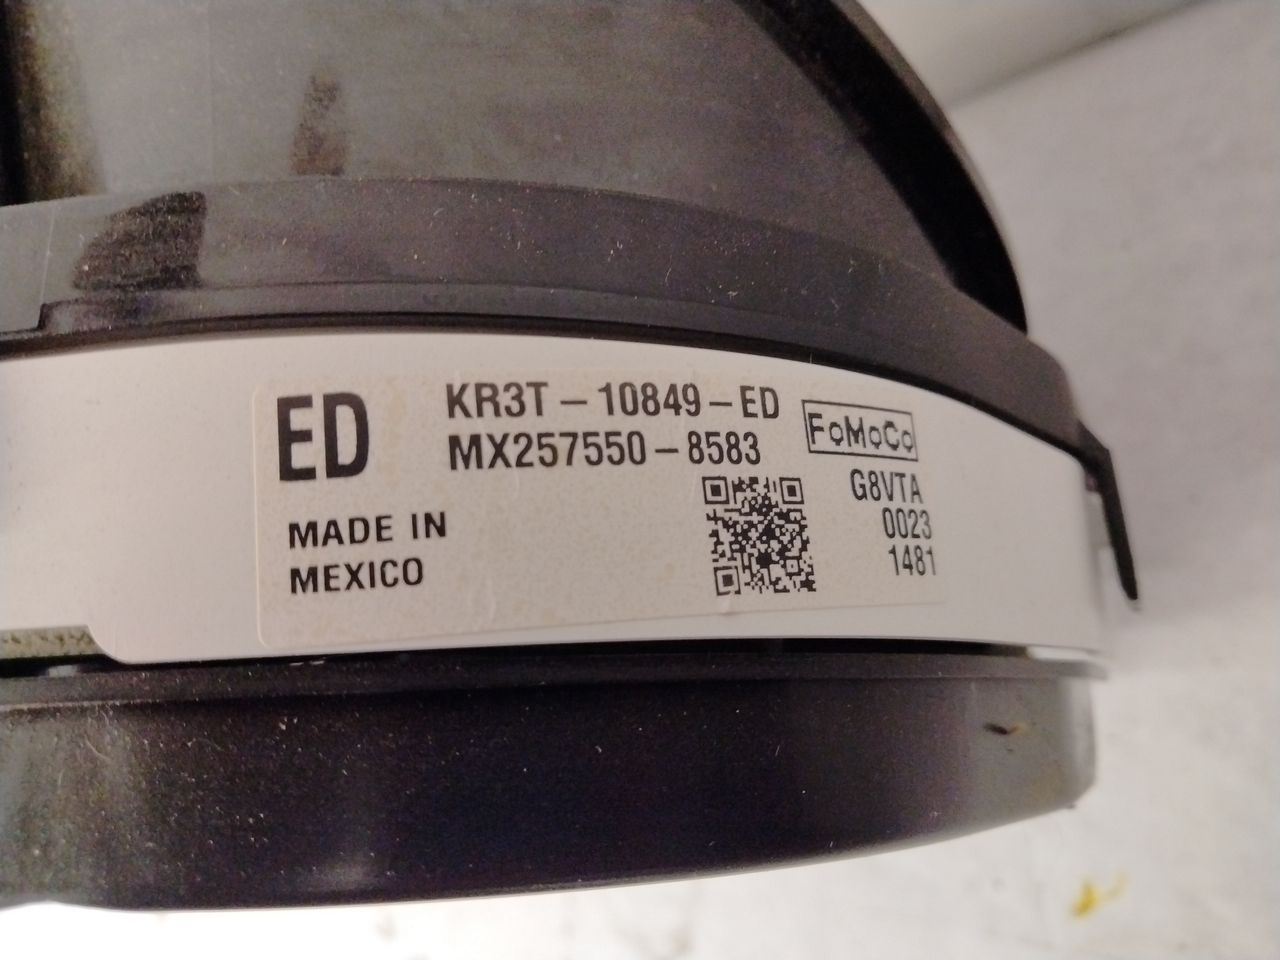 ED
KR3T-10849-ED
MX257550-8583
FoMoCo
G8VTA
0023
1481
MADE IN
MEXICO